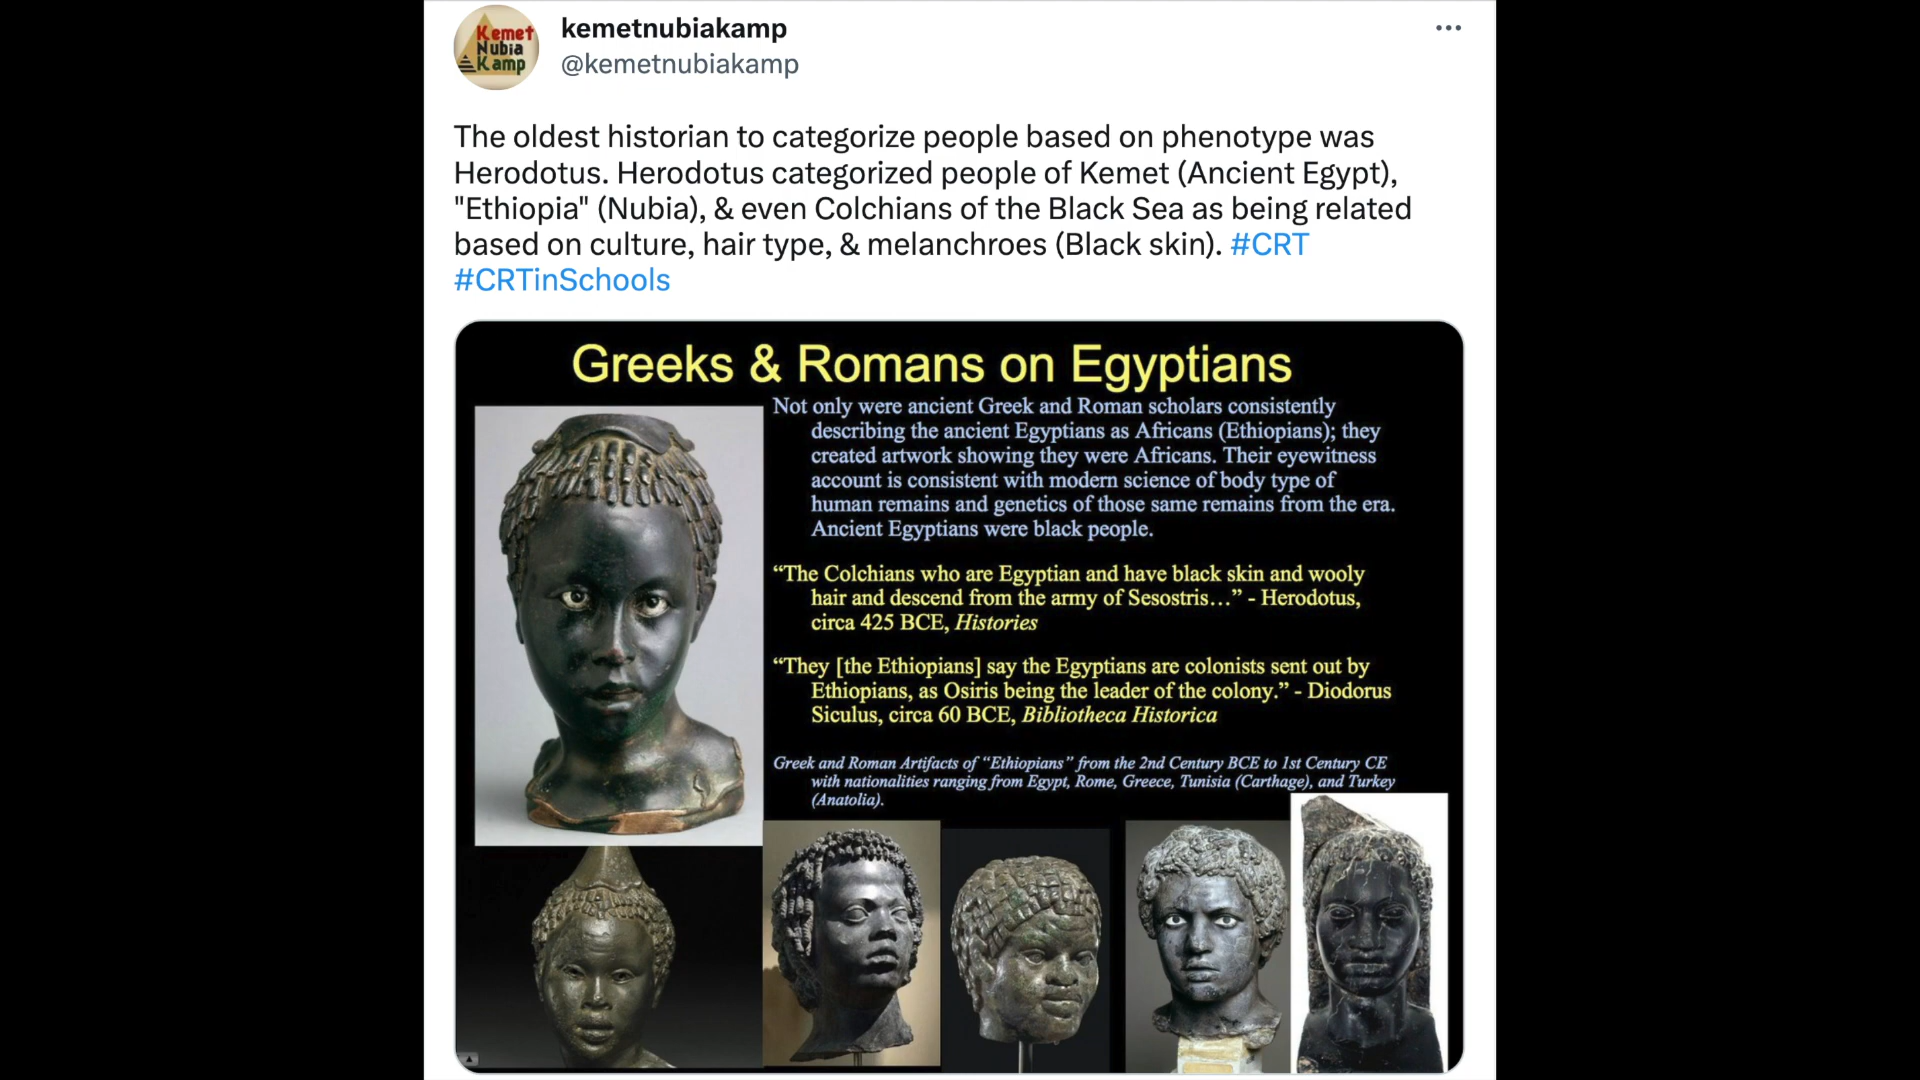 Kemet
Nubia
Kamp
kemetnubiakamp
@kemetnubiakamp
The oldest historian to categorize people based on phenotype was
Herodotus. Herodotus categorized people of Kemet (Ancient Egypt),
"Ethiopia" (Nubia), & even Colchians of the Black Sea as being related
based on culture, hair type, & melanchroes (Black skin). #CRT
#CRTinSchools
Greeks & Romans on Egyptians
Not only were ancient Greek and Roman scholars consistently
describing the ancient Egyptians as Africans (Ethiopians); they
created artwork showing they were Africans. Their eyewitness
account is consistent with modern science of body type of
human remains and genetics of those same remains from the era.
Ancient Egyptians were black people.
“The Colchians who are Egyptian and have black skin and wooly
hair and descend from the army of Sesostris…” - Herodotus,
circa 425 BCE, Histories
“They [the Ethiopians] say the Egyptians are colonists sent out by
Ethiopians, as Osiris being the leader of the colony.” - Diodorus
Siculus, circa 60 BCE, Bibliotheca Historica
Greek and Roman Artifacts of “Ethiopians” from the 2nd Century BCE to 1st Century CE
with nationalities ranging from Egypt, Rome, Greece, Tunisia (Carthage), and Turkey
(Anatolia).